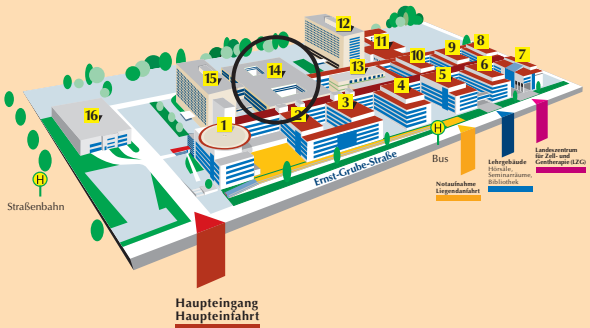 12
11
8
9
7
10
6
13
14
5
15
4
3
2
16
1
H
Bus
Ernst-Grube-Straße
H
Straßenbahn
Notaufnahme
Liegendanfahrt
Lehrgebäude
Hörsäle,
Seminarräume,
Bibliothek
Landeszentrum
für Zell- und
Gentherapie (LZG)
Haupteingang
Haupteinfahrt